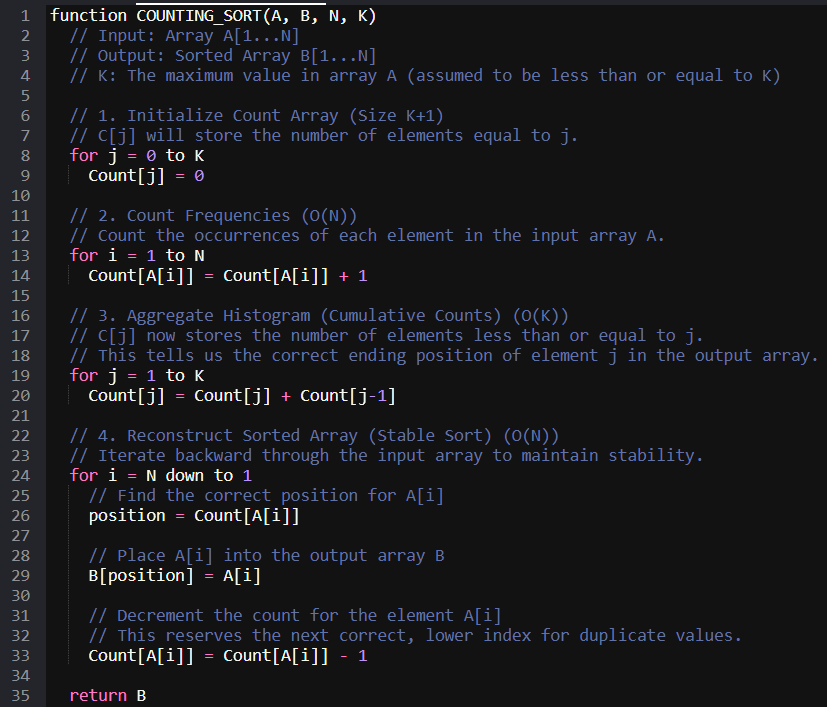 1 function COUNTING_SORT(A, B, N, K)
2 // Input: Array A[1...N]
3 // Output: Sorted Array B[1...N]
4 // K: The maximum value in array A (assumed to be less than or equal to K)
5
6 // 1. Initialize Count Array (Size K+1)
7 // C[j] will store the number of elements equal to j.
8 for j = 0 to K
9 Count[j] = 0
10
11 // 2. Count Frequencies (O(N))
12 // Count the occurrences of each element in the input array A.
13 for i = 1 to N
14 Count[A[i]] = Count[A[i]] + 1
15
16 // 3. Aggregate Histogram (Cumulative Counts) (O(K))
17 // C[j] now stores the number of elements less than or equal to j.
18 // This tells us the correct ending position of element j in the output array.
19 for j = 1 to K
20 Count[j] = Count[j] + Count[j-1]
21
22 // 4. Reconstruct Sorted Array (Stable Sort) (O(N))
23 // Iterate backward through the input array to maintain stability.
24 for i = N down to 1
25 // Find the correct position for A[i]
26 position = Count[A[i]]
27
28 // Place A[i] into the output array B
29 B[position] = A[i]
30
31 // Decrement the count for the element A[i]
32 // This reserves the next correct, lower index for duplicate values.
33 Count[A[i]] = Count[A[i]] - 1
34
35 return B